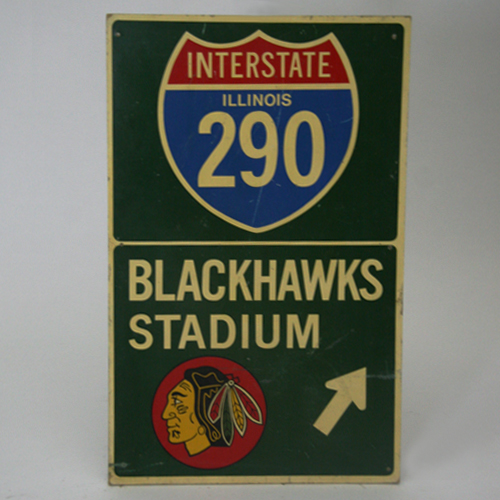 INTERSTATE
ILLINOIS
290
BLACKHAWKS
STADIUM